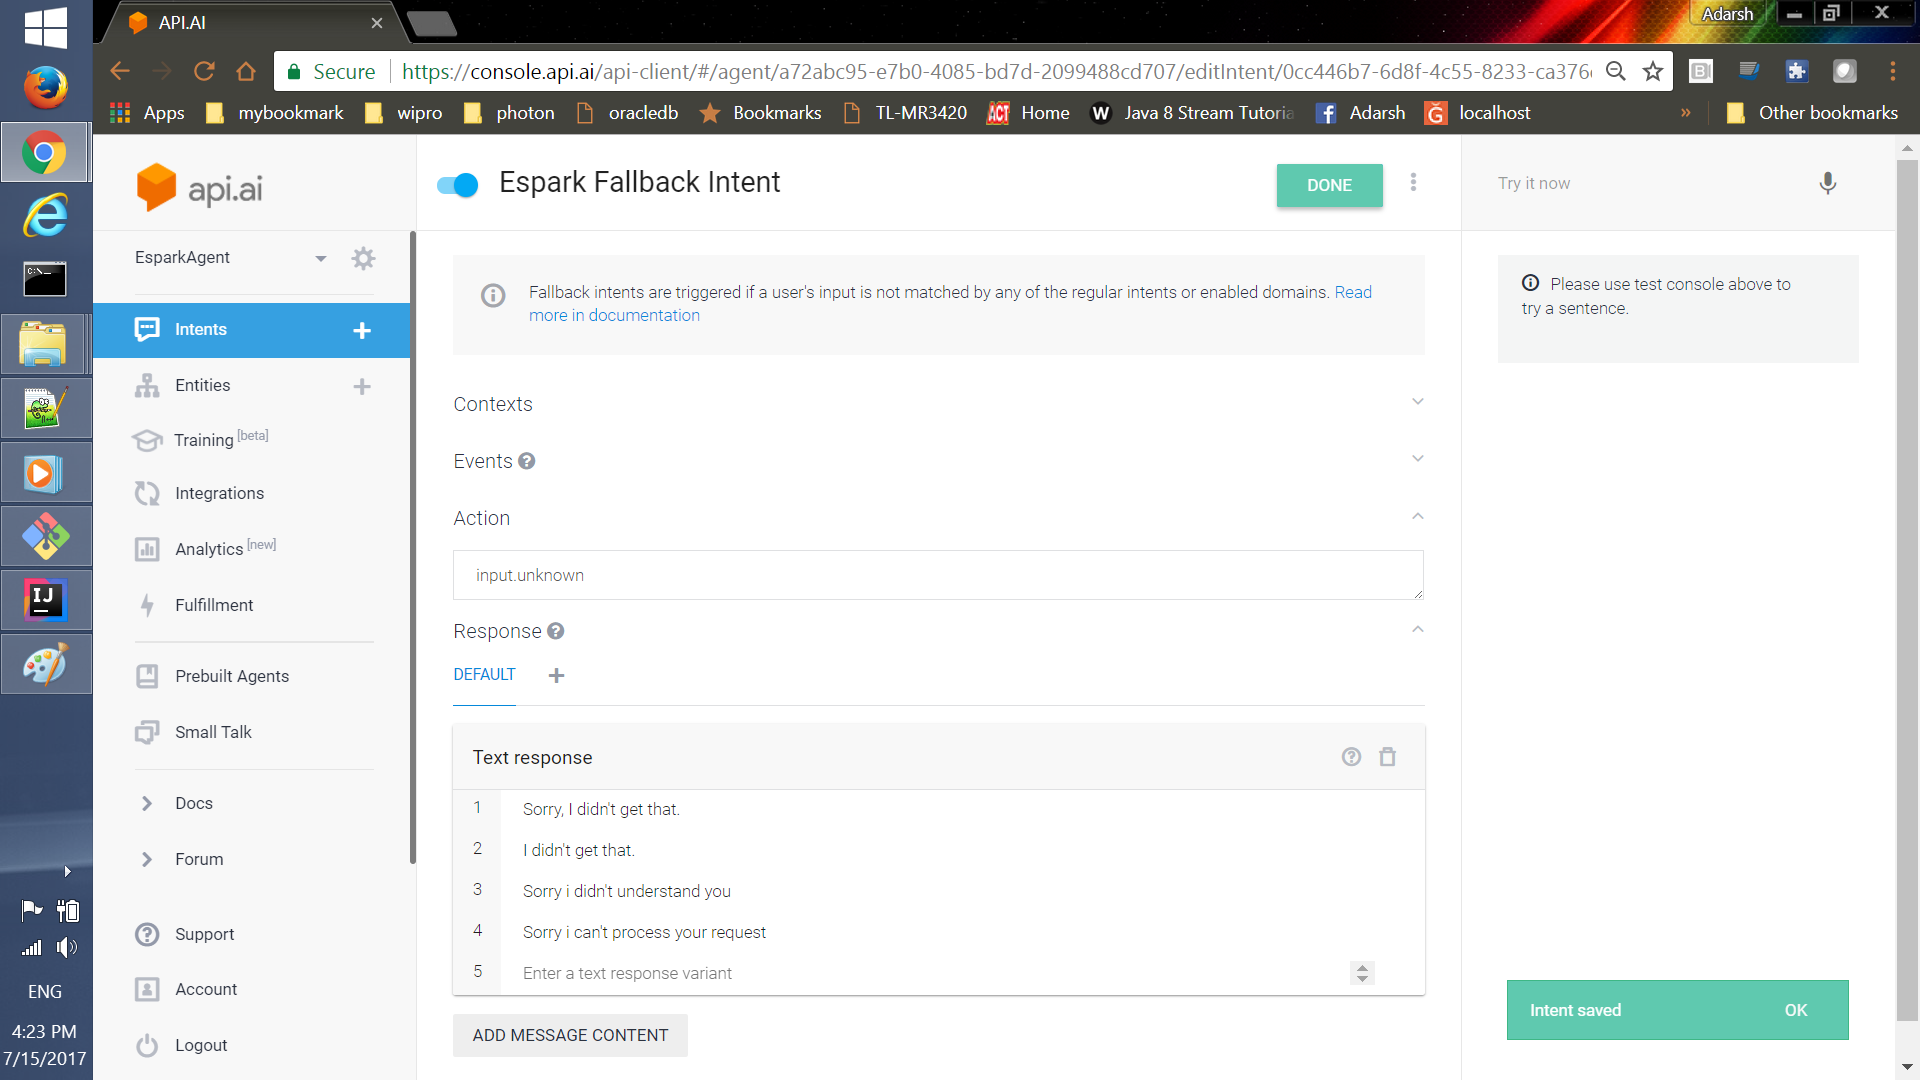 API.AI
Adarsh
Secure
https://console.api.ai/api-client/#/agent/a72abc95-e7b0-4085-bd7d-2099488cd707/editIntent/0cc446b7-6d8f-4c55-8233-ca376
Apps
mybookmark
wipro
photon
oracledb
Bookmarks
TL-MR3420
ACT
Home
W
Java 8 Stream Tutoria
Adarsh
localhost
»
Other bookmarks
api.ai
Espark Fallback Intent
DONE
Try it now
EsparkAgent
Intents
Entities
Training [beta]
Integrations
Analytics [new]
Fulfillment
Prebuilt Agents
Small Talk
Docs
Forum
Support
Account
Logout
Fallback intents are triggered if a user's input is not matched by any of the regular intents or enabled domains. Read
more in documentation
Contexts
Events
Action
input.unknown
Response
DEFAULT
Text response
1 Sorry, I didn't get that.
2 I didn't get that.
3 Sorry i didn't understand you
4 Sorry i can't process your request
5 Enter a text response variant
ADD MESSAGE CONTENT
Please use test console above to
try a sentence.
Intent saved
OK
C:\_
IJ
ENG
4:23 PM
7/15/2017